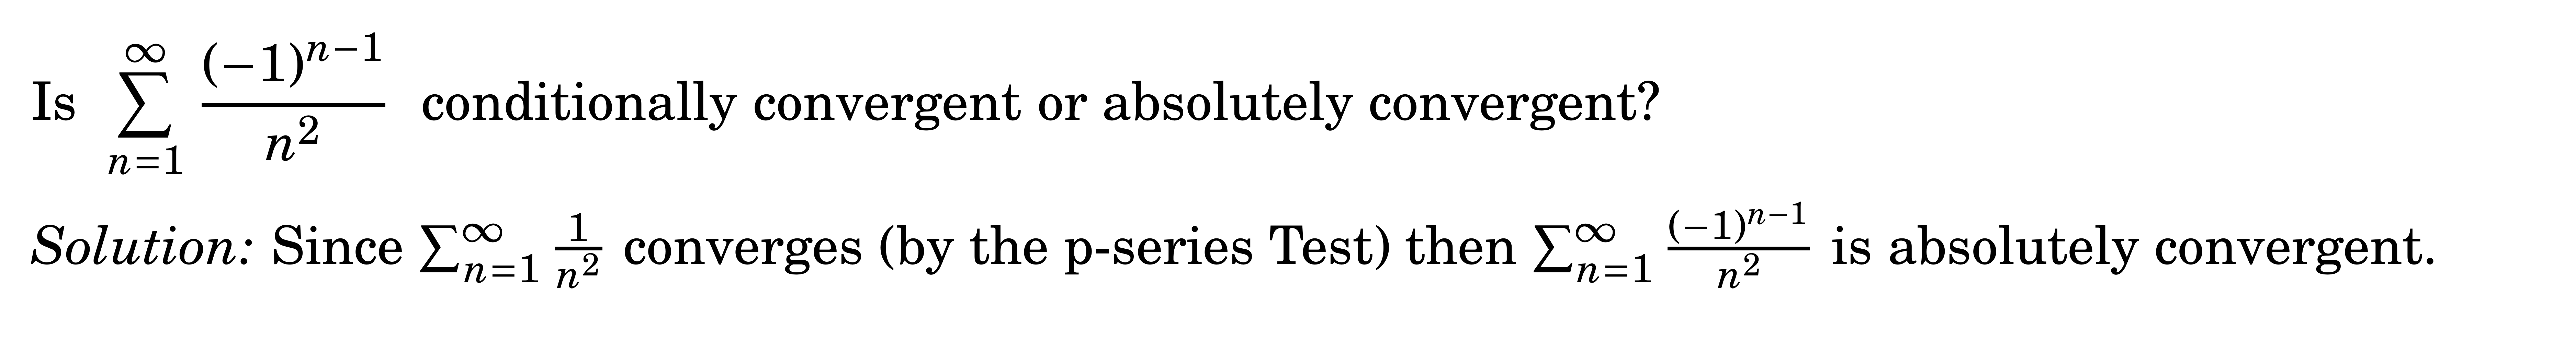 Is $\sum_{n=1}^{\infty} \frac{(-1)^{n-1}}{n^2}$ conditionally convergent or absolutely convergent?
Solution: Since $\sum_{n=1}^{\infty} \frac{1}{n^2}$ converges (by the p-series Test) then $\sum_{n=1}^{\infty} \frac{(-1)^{n-1}}{n^2}$ is absolutely convergent.